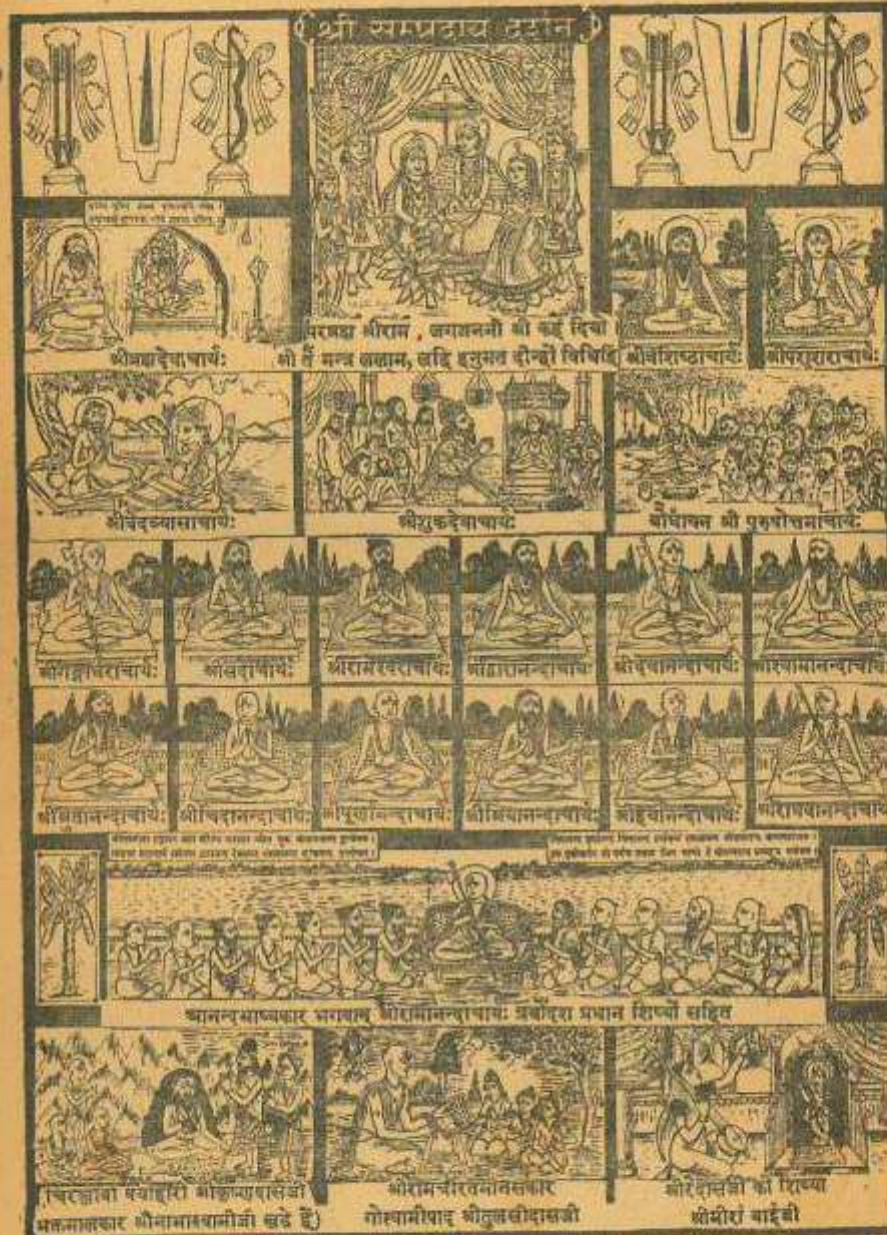 श्री सम्प्रदाय दर्शन
परब्रह्म श्रीराम, जगजननी श्री कहँ दियो।
श्रीब्रह्मदेवाचार्यः
श्री तें मन्त्र ललाम, लहि हनुमत दीन्हों विधिहिं
श्रीवशिष्ठाचार्यः
श्रीपराशराचार्यः
श्रीवेदव्यासाचार्यः
श्रीशुकदेवाचार्यः
बोधायन श्री पुरुषोत्तमाचार्यः
श्रीगङ्गाधराचार्यः
श्रीसदाचार्यः
श्रीरामेश्वराचार्यः
श्रीद्वारानन्दाचार्यः
श्रीदेवानन्दाचार्यः
श्रीश्यामानन्दाचार्यः
श्रीश्रुतानन्दाचार्यः
श्रीचिदानन्दाचार्यः
श्रीपूर्णानन्दाचार्यः
श्रीश्रियानन्दाचार्यः
श्रीहर्यानन्दाचार्यः
श्रीराघवानन्दाचार्य
आनन्दभाष्यकार भगवान् श्रीरामानन्दाचार्यः प्रधान शिष्यों सहित
(चिरञ्जीवी पयोहारी श्रीकृष्णदासजी
भक्तमालकार श्रीनाभास्वामीजी खडे हैं)
श्रीरामचरितमानसकार
गोस्वामीपाद् श्रीतुलसीदासजी
श्रीरैदासजी की शिष्या
श्रीमीरां बाईजी